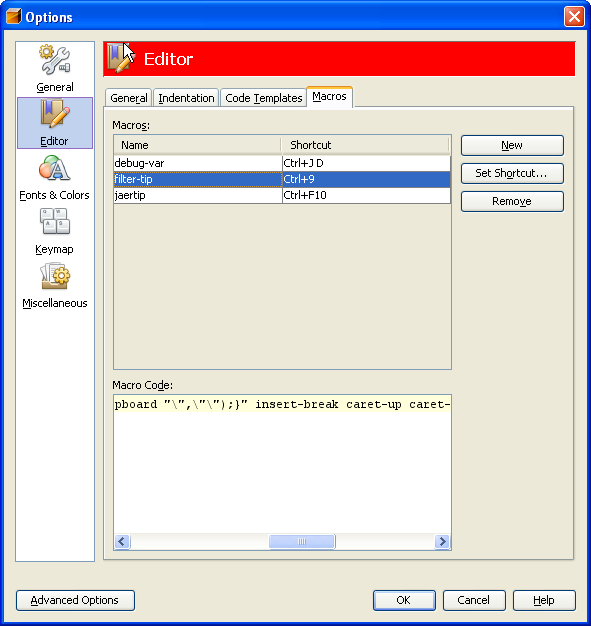 Options
General
Editor
Fonts & Colors
Keymap
Miscellaneous
Editor
General Indentation Code Templates Macros
Macros:
Name Shortcut
debug-var Ctrl+J D
filter-tip Ctrl+9
jaertip Ctrl+F10
New
Set Shortcut...
Remove
Macro Code:
pboard "\",\"\");}" insert-break caret-up caret-
Advanced Options OK Cancel Help